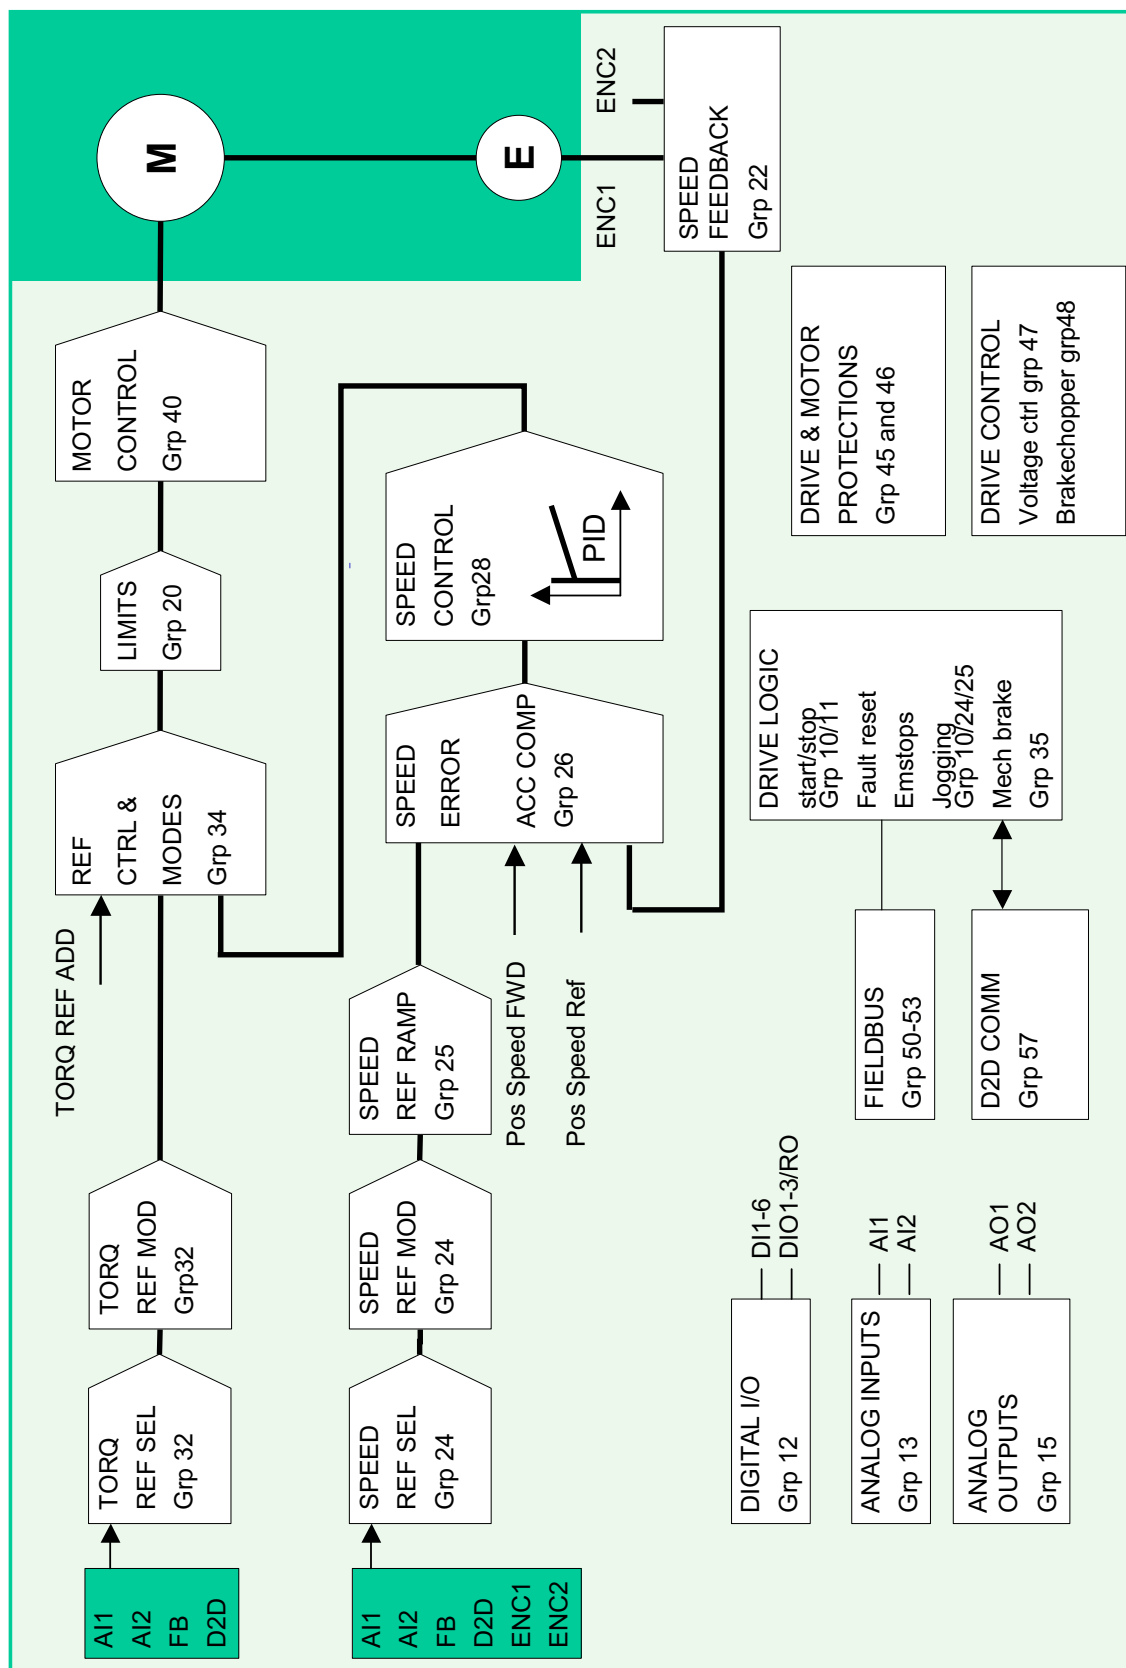 AI1
AI2
FB
D2D
TORQ
REF SEL
Grp 32
TORQ
REF MOD
Grp32
TORQ REF ADD
REF
CTRL &
MODES
Grp 34
LIMITS
Grp 20
MOTOR
CONTROL
Grp 40
M
E
ENC1
ENC2
SPEED
FEEDBACK
Grp 22
AI1
AI2
FB
D2D
ENC1
ENC2
SPEED
REF SEL
Grp 24
SPEED
REF MOD
Grp 24
SPEED
REF RAMP
Grp 25
Pos Speed FWD
Pos Speed Ref
SPEED
ERROR
ACC COMP
Grp 26
SPEED
CONTROL
Grp28
PID
DIGITAL I/O
Grp 12
DI1-6
DIO1-3/RO
ANALOG INPUTS
Grp 13
AI1
AI2
ANALOG
OUTPUTS
Grp 15
AO1
AO2
FIELDBUS
Grp 50-53
D2D COMM
Grp 57
DRIVE LOGIC
start/stop
Grp 10/11
Fault reset
Emstops
Jogging
Grp 10/24/25
Mech brake
Grp 35
DRIVE & MOTOR
PROTECTIONS
Grp 45 and 46
DRIVE CONTROL
Voltage ctrl grp 47
Brakechopper grp48